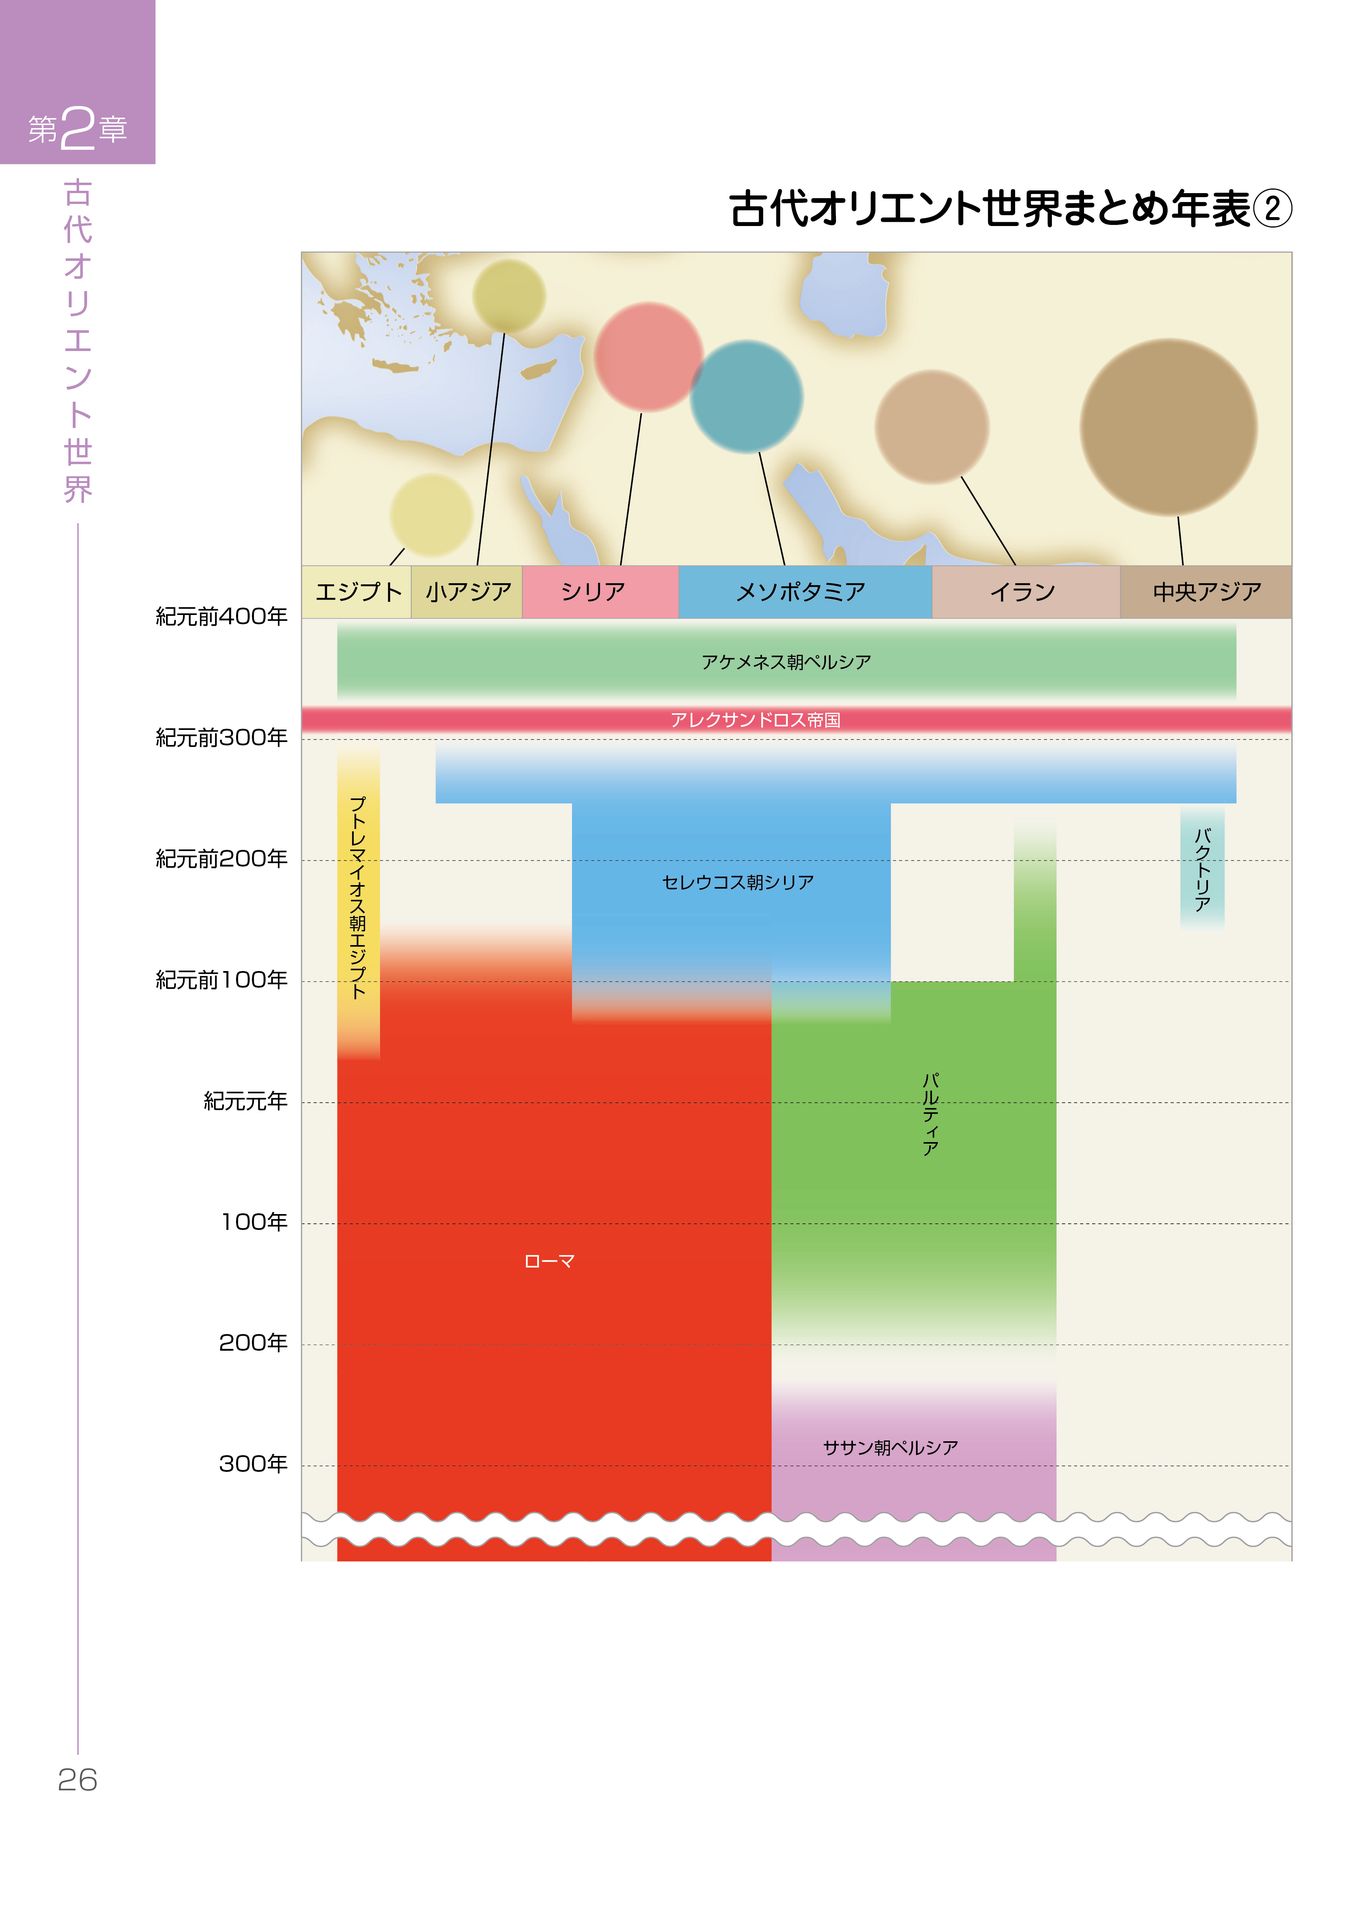 第2章
古代オリエント世界
古代オリエント世界まとめ年表②
エジプト 小アジア シリア メソポタミア イラン 中央アジア
紀元前400年
アケメネス朝ペルシア
アレクサンドロス帝国
紀元前300年
プトレマイオス朝エジプト
バクトリア
紀元前200年
セレウコス朝シリア
紀元前100年
パルティア
紀元元年
100年
ローマ
200年
ササン朝ペルシア
300年
26